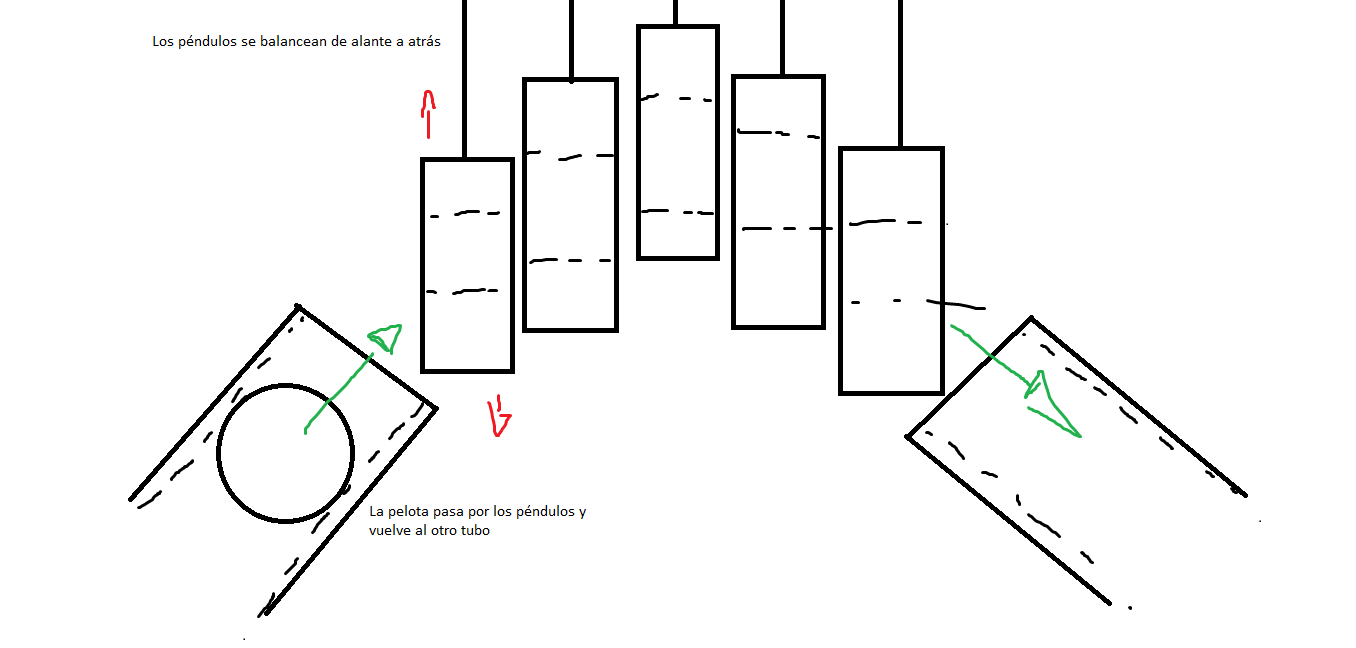 Los péndulos se balancean de alante a atrás
La pelota pasa por los péndulos y
vuelve al otro tubo